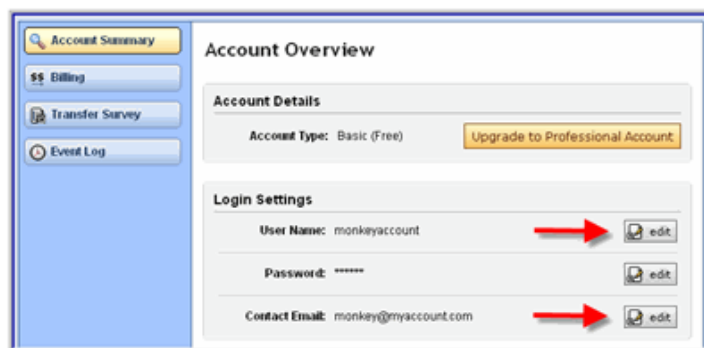 Account Summary
$$ Billing
Transfer Survey
Event Log
Account Overview
Account Details
Account Type: Basic (Free)
Upgrade to Professional Account
Login Settings
User Name: monkeyaccount
edit
Password: ******
edit
Contact Email: monkey@myaccount.com
edit